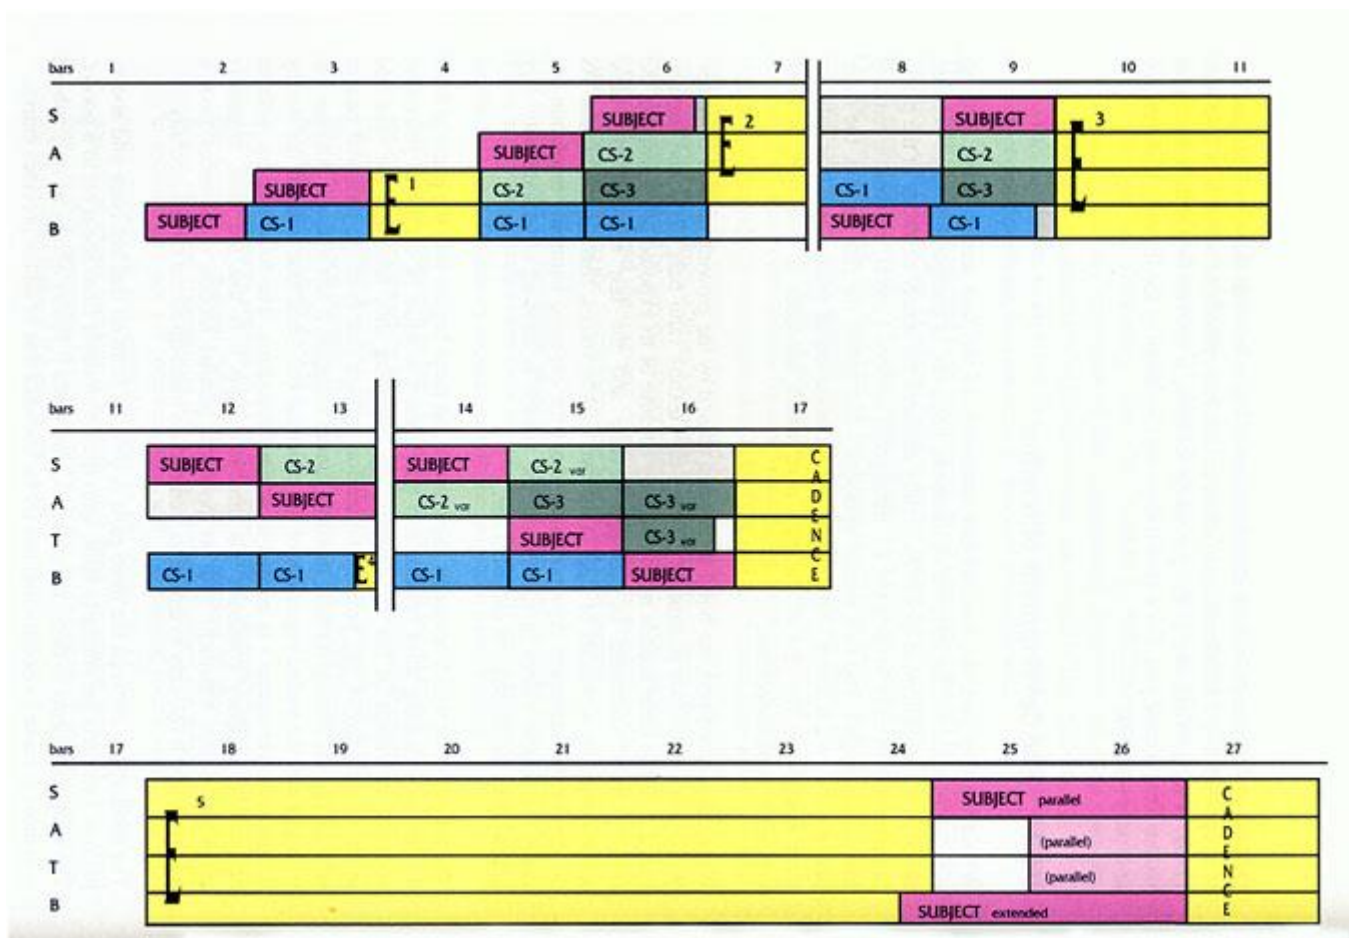 bars 1 2 3 4 5 6 7 8 9 10 11
S SUBJECT E 2 SUBJECT E 3
A SUBJECT CS-2 CS-2
T SUBJECT E 1 CS-2 CS-3 CS-1 CS-3
B SUBJECT CS-1 CS-1 CS-1 SUBJECT CS-1
bars 11 12 13 14 15 16 17
S SUBJECT CS-2 SUBJECT CS-2 var CADENCE
A SUBJECT CS-2 var CS-3 CS-3 var
T SUBJECT CS-3 var
B CS-1 CS-1 E4 CS-1 CS-1 SUBJECT
bars 17 18 19 20 21 22 23 24 25 26 27
S E 5 SUBJECT parallel CADENCE
A (parallel)
T (parallel)
B SUBJECT extended